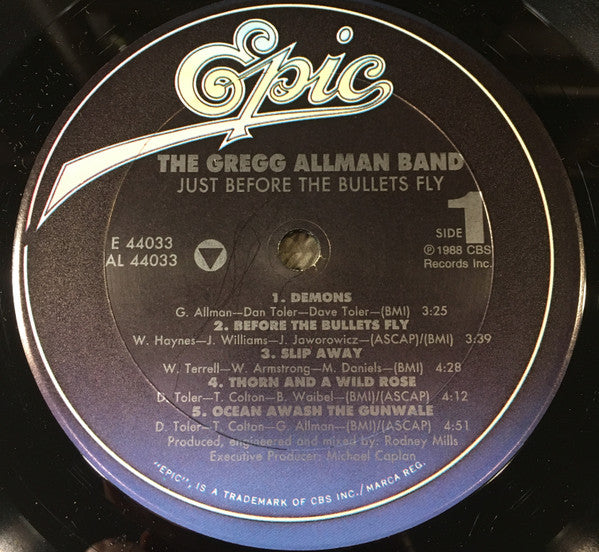 Epic
THE GREGG ALLMAN BAND
JUST BEFORE THE BULLETS FLY
E 44033
AL 44033
SIDE 1
℗ 1988 CBS
Records Inc.
1. DEMONS
G. Allman—Dan Toler—Dave Toler—(BMI) 3:25
2. BEFORE THE BULLETS FLY
W. Haynes—J. Williams—J. Jaworowicz—(ASCAP)/(BMI) 3:39
3. SLIP AWAY
W. Terrell—W. Armstrong—M. Daniels—(BMI) 4:28
4. THORN AND A WILD ROSE
D. Toler—T. Colton—B. Waibel—(BMI)/(ASCAP) 4:12
5. OCEAN AWASH THE GUNWALE
D. Toler—T. Colton—G. Allman—(BMI)/(ASCAP) 4:51
Produced, engineered and mixed by: Rodney Mills
Executive Producer: Michael Caplan
"EPIC", IS A TRADEMARK OF CBS INC./ MARCA REG.